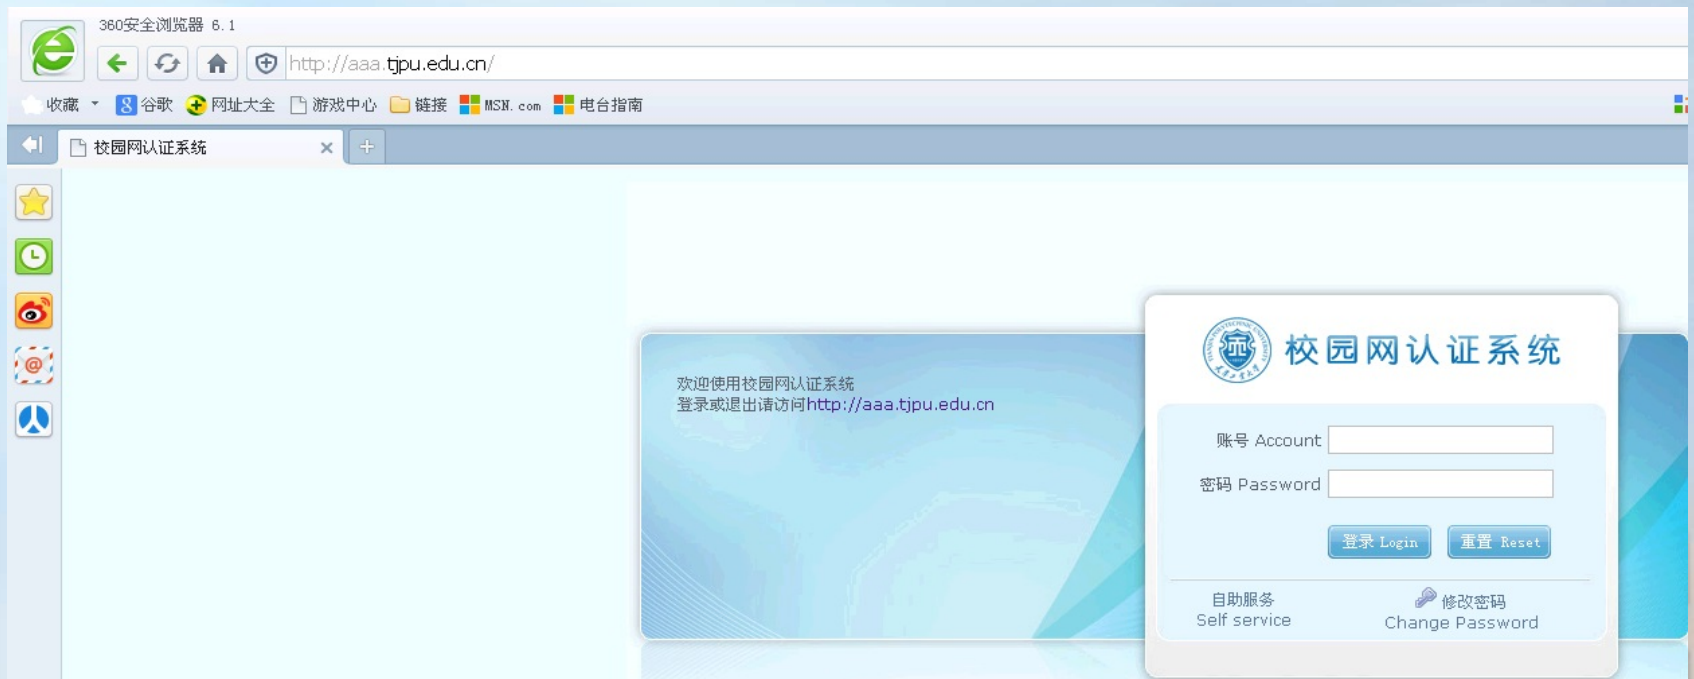 360安全浏览器 6.1
http://aaa.tjpu.edu.cn/
收藏 谷歌 网址大全 游戏中心 链接 MSN.com 电台指南
校园网认证系统
校园网认证系统
欢迎使用校园网认证系统
登录或退出请访问http://aaa.tjpu.edu.cn
账号 Account
密码 Password
登录 Login 重置 Reset
自助服务 修改密码
Self service Change Password